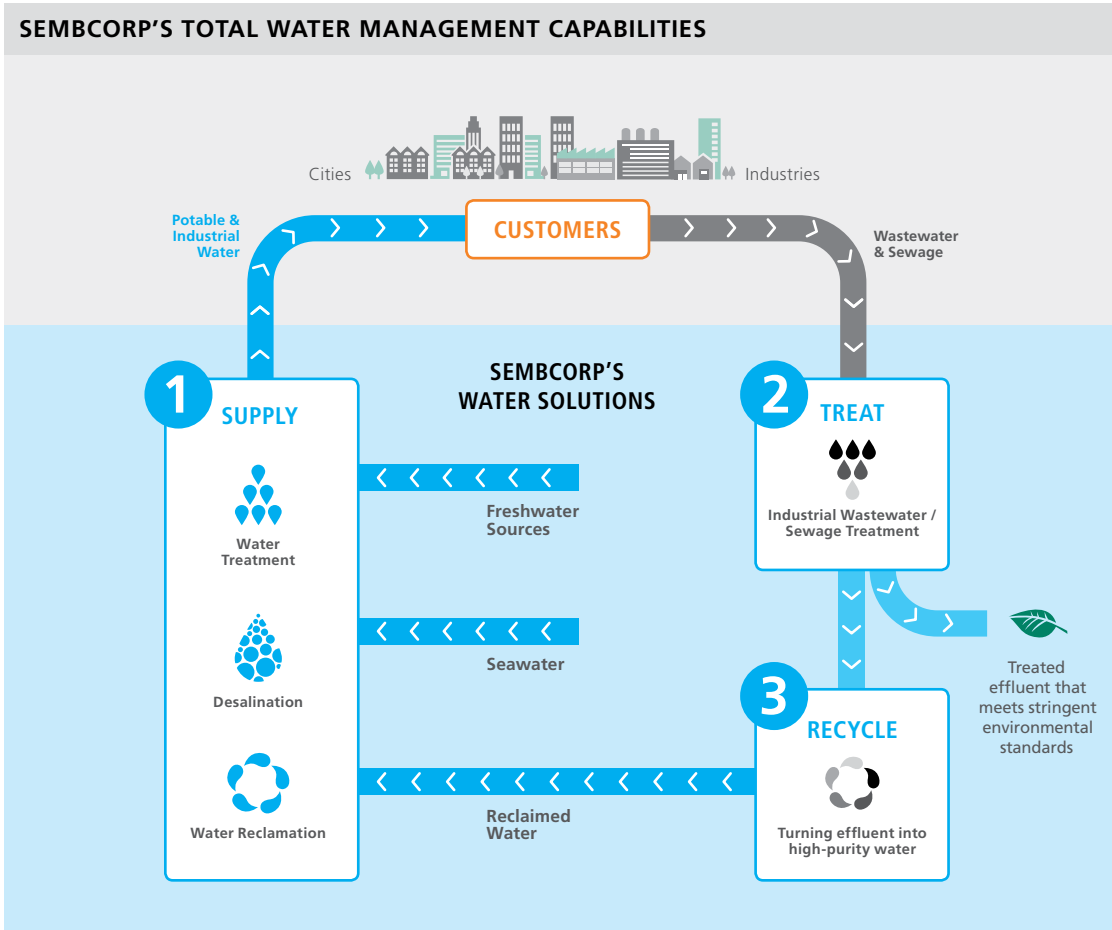 SEMBCORP’S TOTAL WATER MANAGEMENT CAPABILITIES
Cities
Industries
Potable &
Industrial
Water
CUSTOMERS
Wastewater
& Sewage
SEMBCORP’S
WATER SOLUTIONS
1
SUPPLY
Water
Treatment
Desalination
Water Reclamation
Freshwater
Sources
Seawater
Reclaimed
Water
2
TREAT
Industrial Wastewater /
Sewage Treatment
Treated
effluent that
meets stringent
environmental
standards
3
RECYCLE
Turning effluent into
high-purity water